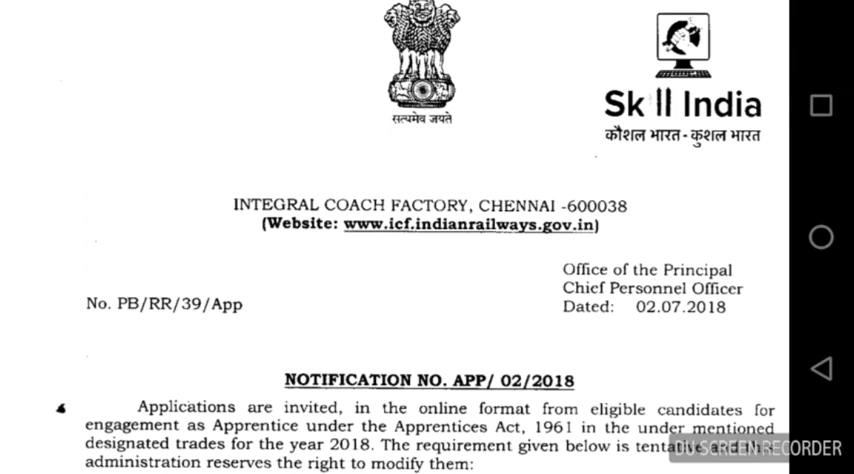 सत्यमेव जयते
Sk ll India
कौशल भारत - कुशल भारत
INTEGRAL COACH FACTORY, CHENNAI -600038
(Website: www.icf.indianrailways.gov.in)
Office of the Principal
Chief Personnel Officer
No. PB/RR/39/App
Dated: 02.07.2018
NOTIFICATION NO. APP/ 02/2018
Applications are invited, in the online format from eligible candidates for
engagement as Apprentice under the Apprentices Act, 1961 in the under mentioned
designated trades for the year 2018. The requirement given below is tentative and this
administration reserves the right to modify them:
SCREEN RECORDER